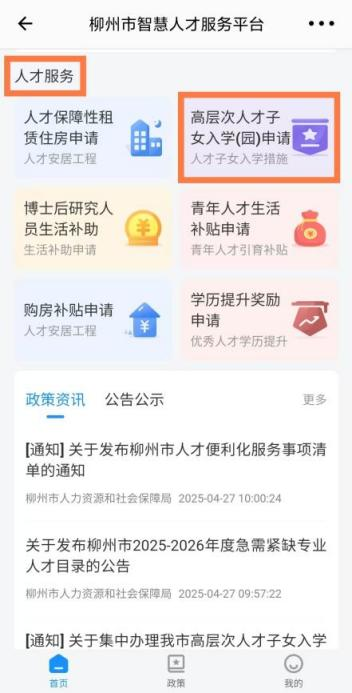 柳州市智慧人才服务平台
人才服务
人才保障性租
赁住房申请
人才安居工程
高层次人才子
女入学(园)申请
人才子女入学措施
博士后研究人
员生活补助
生活补助申请
青年人才生活
补贴申请
青年人才引育补贴
购房补贴申请
人才安居工程
学历提升奖励
申请
优秀人才学历提升
政策资讯 公告公示 更多
[通知] 关于发布柳州市人才便利化服务事项清
单的通知
柳州市人力资源和社会保障局 2025-04-27 10:00:24
关于发布柳州市2025-2026年度急需紧缺专业
人才目录的公告
柳州市人力资源和社会保障局 2025-04-27 09:57:22
[通知] 关于集中办理我市高层次人才子女入学
首页 政策 我的